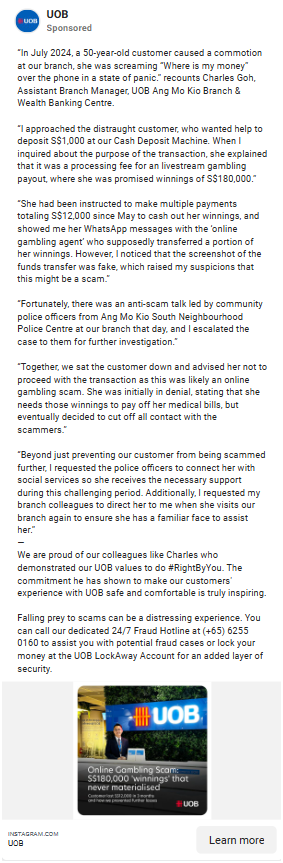 UOB
UOB
Sponsored
“In July 2024, a 50-year-old customer caused a commotion
at our branch, she was screaming “Where is my money”
over the phone in a state of panic.” recounts Charles Goh,
Assistant Branch Manager, UOB Ang Mo Kio Branch &
Wealth Banking Centre.
“I approached the distraught customer, who wanted help to
deposit S$1,000 at our Cash Deposit Machine. When I
inquired about the purpose of the transaction, she explained
that it was a processing fee for an livestream gambling
payout, where she was promised winnings of S$180,000.”
“She had been instructed to make multiple payments
totaling S$12,000 since May to cash out her winnings, and
showed me her WhatsApp messages with the ‘online
gambling agent’ who supposedly transferred a portion of
her winnings. However, I noticed that the screenshot of the
funds transfer was fake, which raised my suspicions that
this might be a scam.”
“Fortunately, there was an anti-scam talk led by community
police officers from Ang Mo Kio South Neighbourhood
Police Centre at our branch that day, and I escalated the
case to them for further investigation.”
“Together, we sat the customer down and advised her not to
proceed with the transaction as this was likely an online
gambling scam. She was initially in denial, stating that she
needs those winnings to pay off her medical bills, but
eventually decided to cut off all contact with the
scammers.”
“Beyond just preventing our customer from being scammed
further, I requested the police officers to connect her with
social services so she receives the necessary support
during this challenging period. Additionally, I requested my
branch colleagues to direct her to me when she visits our
branch again to ensure she has a familiar face to assist
her.”
—
We are proud of our colleagues like Charles who
demonstrated our UOB values to do #RightByYou. The
commitment he has shown to make our customers’
experience with UOB safe and comfortable is truly inspiring.
Falling prey to scams can be a distressing experience. You
can call our dedicated 24/7 Fraud Hotline at (+65) 6255
0160 to assist you with potential fraud cases or lock your
money at the UOB LockAway Account for an added layer of
security.
UOB
Online Gambling Scam:
S$180,000 ‘winnings’ that
never materialised
Customer lost $12,000 in 3 months
and how we prevented further losses
UOB
INSTAGRAM.COM
UOB
Learn more